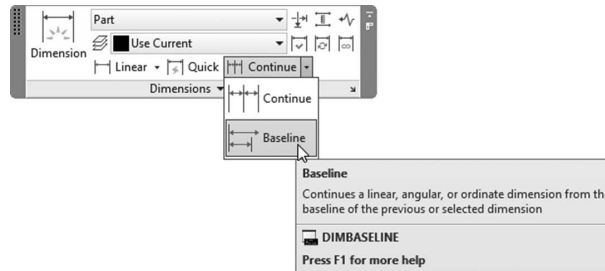 Part
Dimension
Use Current
Linear
Quick
Continue
Dimensions
Continue
Baseline
Baseline
Continues a linear, angular, or ordinate dimension from the
baseline of the previous or selected dimension
DIMBASELINE
Press F1 for more help